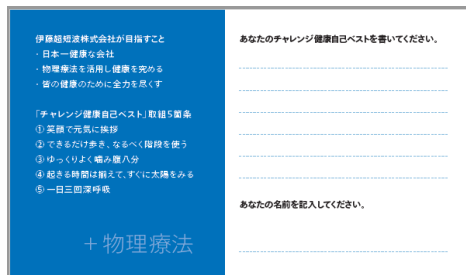 伊藤超短波株式会社が目指すこと
・日本一健康な会社
・物理療法を活用し健康を究める
・皆の健康のために全力を尽くす
「チャレンジ健康自己ベスト」取組5箇条
① 笑顔で元気に挨拶
② できるだけ歩き、なるべく階段を使う
③ ゆっくりよく噛み腹八分
④ 起きる時間は揃えて、すぐに太陽をみる
⑤ 一日三回深呼吸
+物理療法
あなたのチャレンジ健康自己ベストを書いてください。
あなたの名前を記入してください。